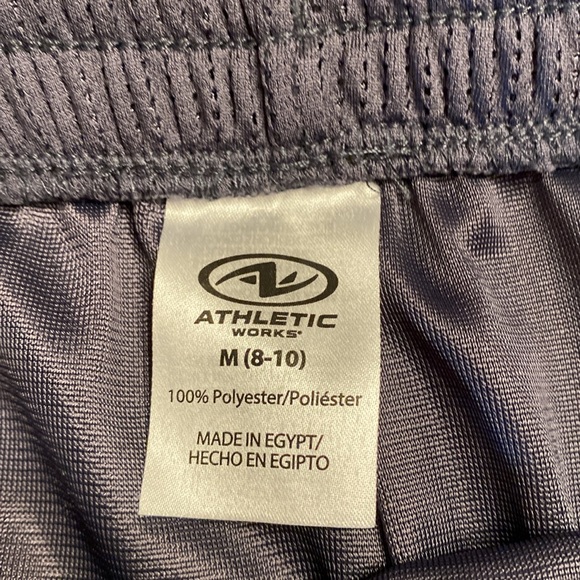 ATHLETIC
WORKS®
M (8-10)
100% Polyester/Poliéster
MADE IN EGYPT/
HECHO EN EGIPTO